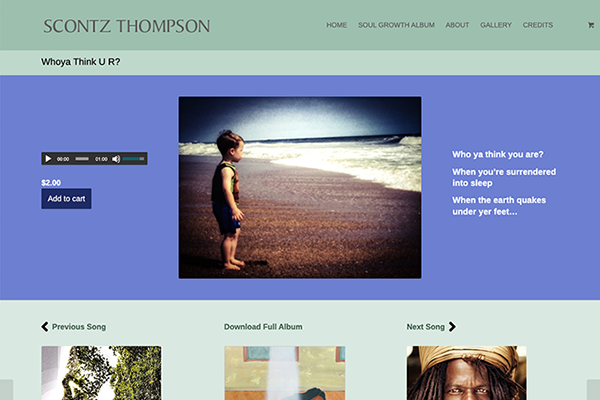 SCONTZ THOMPSON
HOME SOUL GROWTH ALBUM ABOUT GALLERY CREDITS
Whoya Think U R?
00:00 01:00
$2.00
Add to cart
Who ya think you are?
When you're surrendered
into sleep
When the earth quakes
under yer feet...
Previous Song
Download Full Album
Next Song